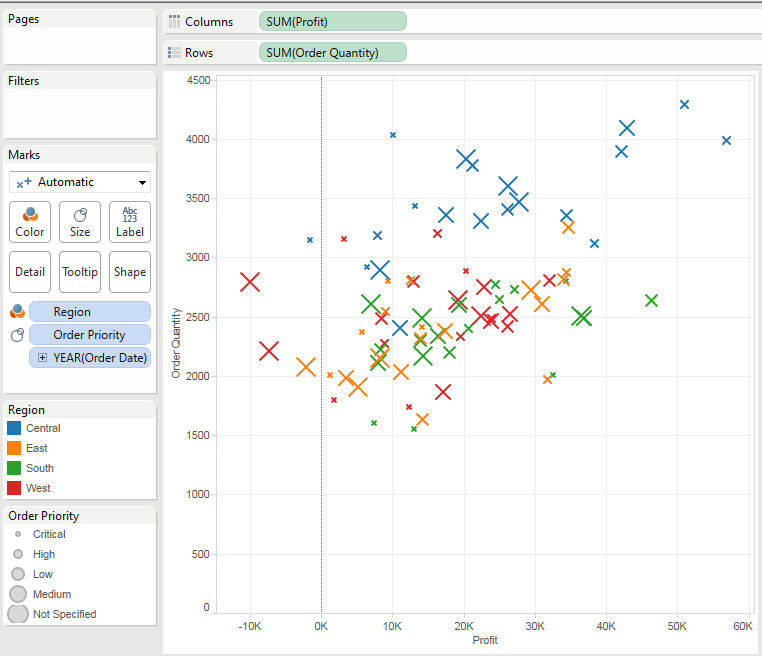 Pages
Columns
SUM(Profit)
Rows
SUM(Order Quantity)
Filters
Marks
Automatic
Color
Size
Abc
123
Label
Detail
Tooltip
Shape
Region
Order Priority
YEAR(Order Date)
Region
Central
East
South
West
Order Priority
Critical
High
Low
Medium
Not Specified
Order Quantity
4500
4000
3500
3000
2500
2000
1500
1000
500
0
-10K 0K 10K 20K 30K 40K 50K 60K
Profit